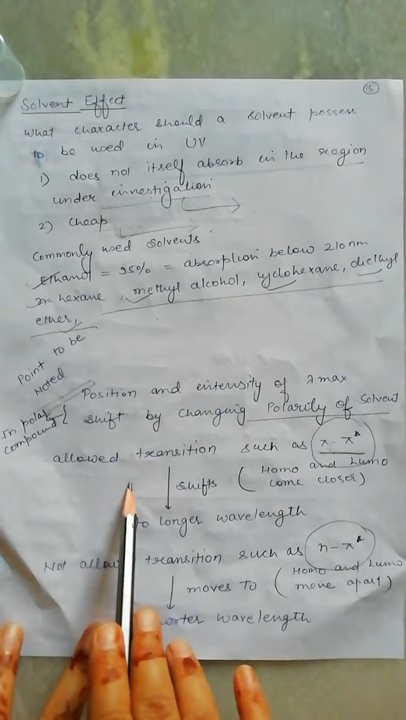 15
Solvent Effect
What character should a solvent possess
to be used in UV
1) does not itself absorb in the region
under investigation
2) Cheap
Commonly used solvents
Ethanol = 95% = absorption below 210 nm
n-hexane, methyl alcohol, cyclohexane, diethyl
ether,
Point to be
Noted
Position and intensity of λ max
In polar compound
shift by changing Polarity of Solvent
allowed transition such as π-π*
shifts (Homo and Lumo
come closer)
to longer wavelength
Not allow transition such as n-π*
moves to (Homo and Lumo
move apart)
wavelength